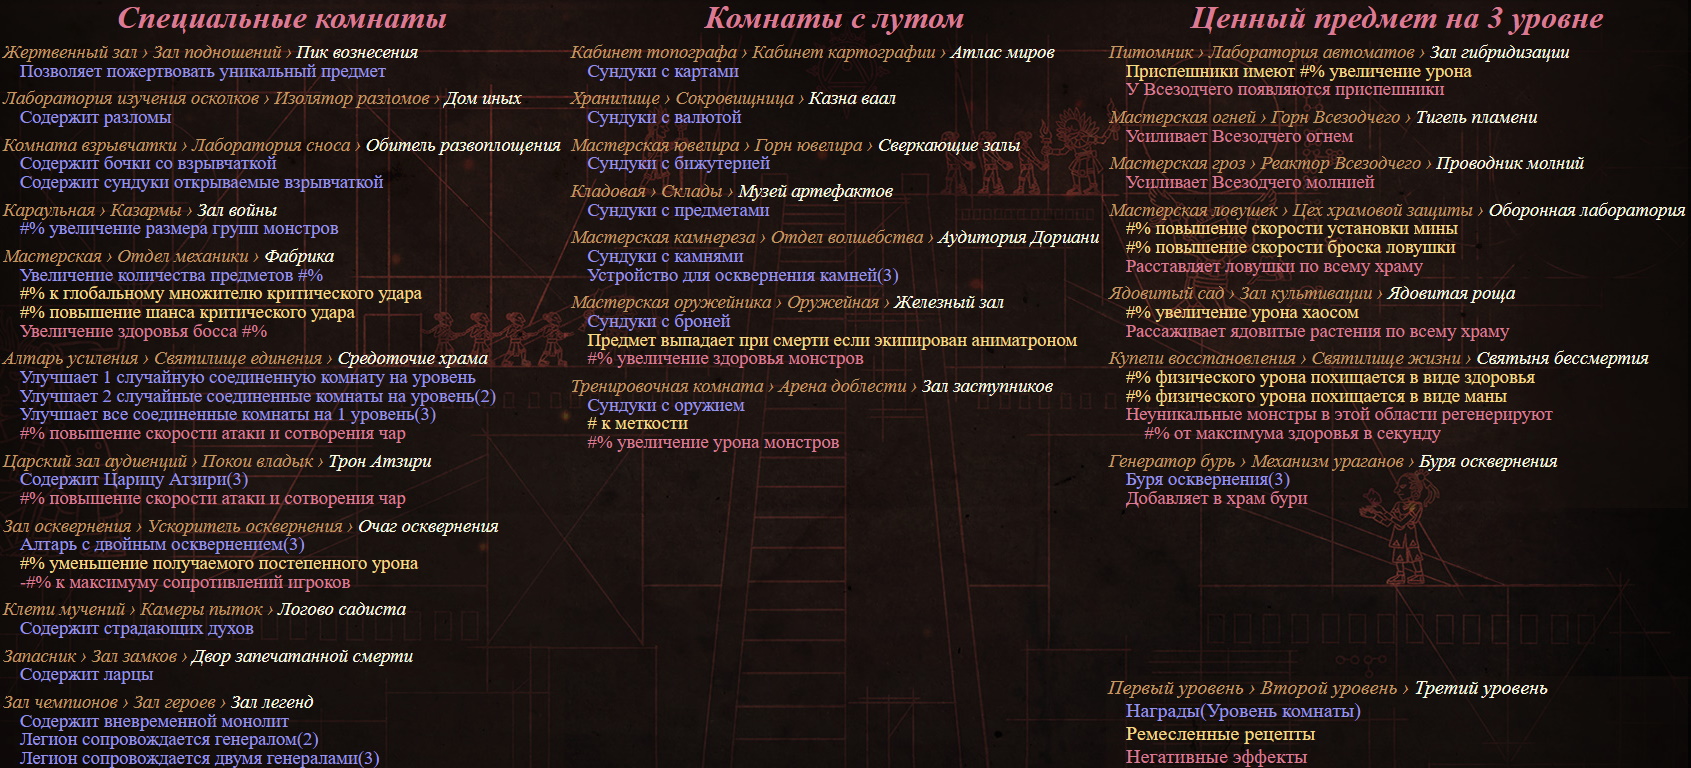 Специальные комнаты
Жертвенный зал › Зал подношений › Пик вознесения
Позволяет пожертвовать уникальный предмет
Лаборатория изучения осколков › Изолятор разломов › Дом иных
Содержит разломы
Комната взрывчатки › Лаборатория сноса › Обитель развоплощения
Содержит бочки со взрывчаткой
Содержит сундуки открываемые взрывчаткой
Караульная › Казармы › Зал войны
#% увеличение размера групп монстров
Мастерская › Отдел механики › Фабрика
Увеличение количества предметов #%
#% к глобальному множителю критического удара
#% повышение шанса критического удара
Увеличение здоровья босса #%
Алтарь усиления › Святилище единения › Средоточие храма
Улучшает 1 случайную соединенную комнату на уровень
Улучшает 2 случайные соединенные комнаты на уровень(2)
Улучшает все соединенные комнаты на 1 уровень(3)
#% повышение скорости атаки и сотворения чар
Царский зал аудиенций › Покои владык › Трон Атзири
Содержит Царицу Атзири(3)
#% повышение скорости атаки и сотворения чар
Зал осквернения › Ускоритель осквернения › Очаг осквернения
Алтарь с двойным осквернением(3)
#% уменьшение получаемого постепенного урона
-#% к максимуму сопротивлений игроков
Клети мучений › Камеры пыток › Логово садиста
Содержит страдающих духов
Запасник › Зал замков › Двор запечатанной смерти
Содержит ларцы
Зал чемпионов › Зал героев › Зал легенд
Содержит вневременной монолит
Легион сопровождается генералом(2)
Легион сопровождается двумя генералами(3)
Комнаты с лутом
Кабинет топографа › Кабинет картографии › Атлас миров
Сундуки с картами
Хранилище › Сокровищница › Казна ваал
Сундуки с валютой
Мастерская ювелира › Горн ювелира › Сверкающие залы
Сундуки с бижутерией
Кладовая › Склады › Музей артефактов
Сундуки с предметами
Мастерская камнереза › Отдел волшебства › Аудитория Дориани
Сундуки с камнями
Устройство для осквернения камней(3)
Мастерская оружейника › Оружейная › Железный зал
Сундуки с броней
Предмет выпадает при смерти если экипирован аниматроном
#% увеличение здоровья монстров
Тренировочная комната › Арена доблести › Зал заступников
Сундуки с оружием
# к меткости
#% увеличение урона монстров
Ценный предмет на 3 уровне
Питомник › Лаборатория автоматов › Зал гибридизации
Приспешники имеют #% увеличение урона
У Всезодчего появляются приспешники
Мастерская огней › Горн Всезодчего › Тигель пламени
Усиливает Всезодчего огнем
Мастерская гроз › Реактор Всезодчего › Проводник молний
Усиливает Всезодчего молнией
Мастерская ловушек › Цех храмовой защиты › Оборонная лаборатория
#% повышение скорости установки мины
#% повышение скорости броска ловушки
Расставляет ловушки по всему храму
Ядовитый сад › Зал культивации › Ядовитая роща
#% увеличение урона хаосом
Рассаживает ядовитые растения по всему храму
Купели восстановления › Святилище жизни › Святыня бессмертия
#% физического урона похищается в виде здоровья
#% физического урона похищается в виде маны
Неуникальные монстры в этой области регенерируют
#% от максимума здоровья в секунду
Генератор бурь › Механизм ураганов › Буря осквернения
Буря осквернения(3)
Добавляет в храм бури
Первый уровень › Второй уровень › Третий уровень
Награды(Уровень комнаты)
Ремесленные рецепты
Негативные эффекты